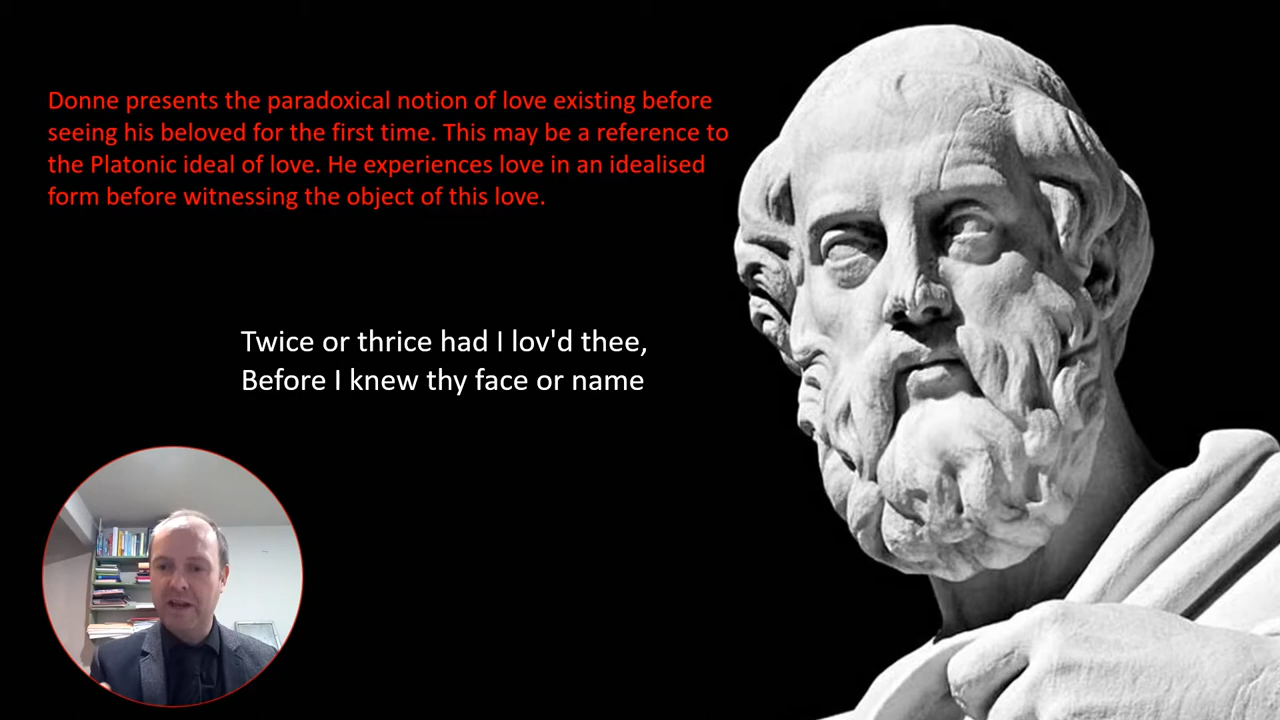 Donne presents the paradoxical notion of love existing before
seeing his beloved for the first time. This may be a reference to
the Platonic ideal of love. He experiences love in an idealised
form before witnessing the object of this love.
Twice or thrice had I lov'd thee,
Before I knew thy face or name